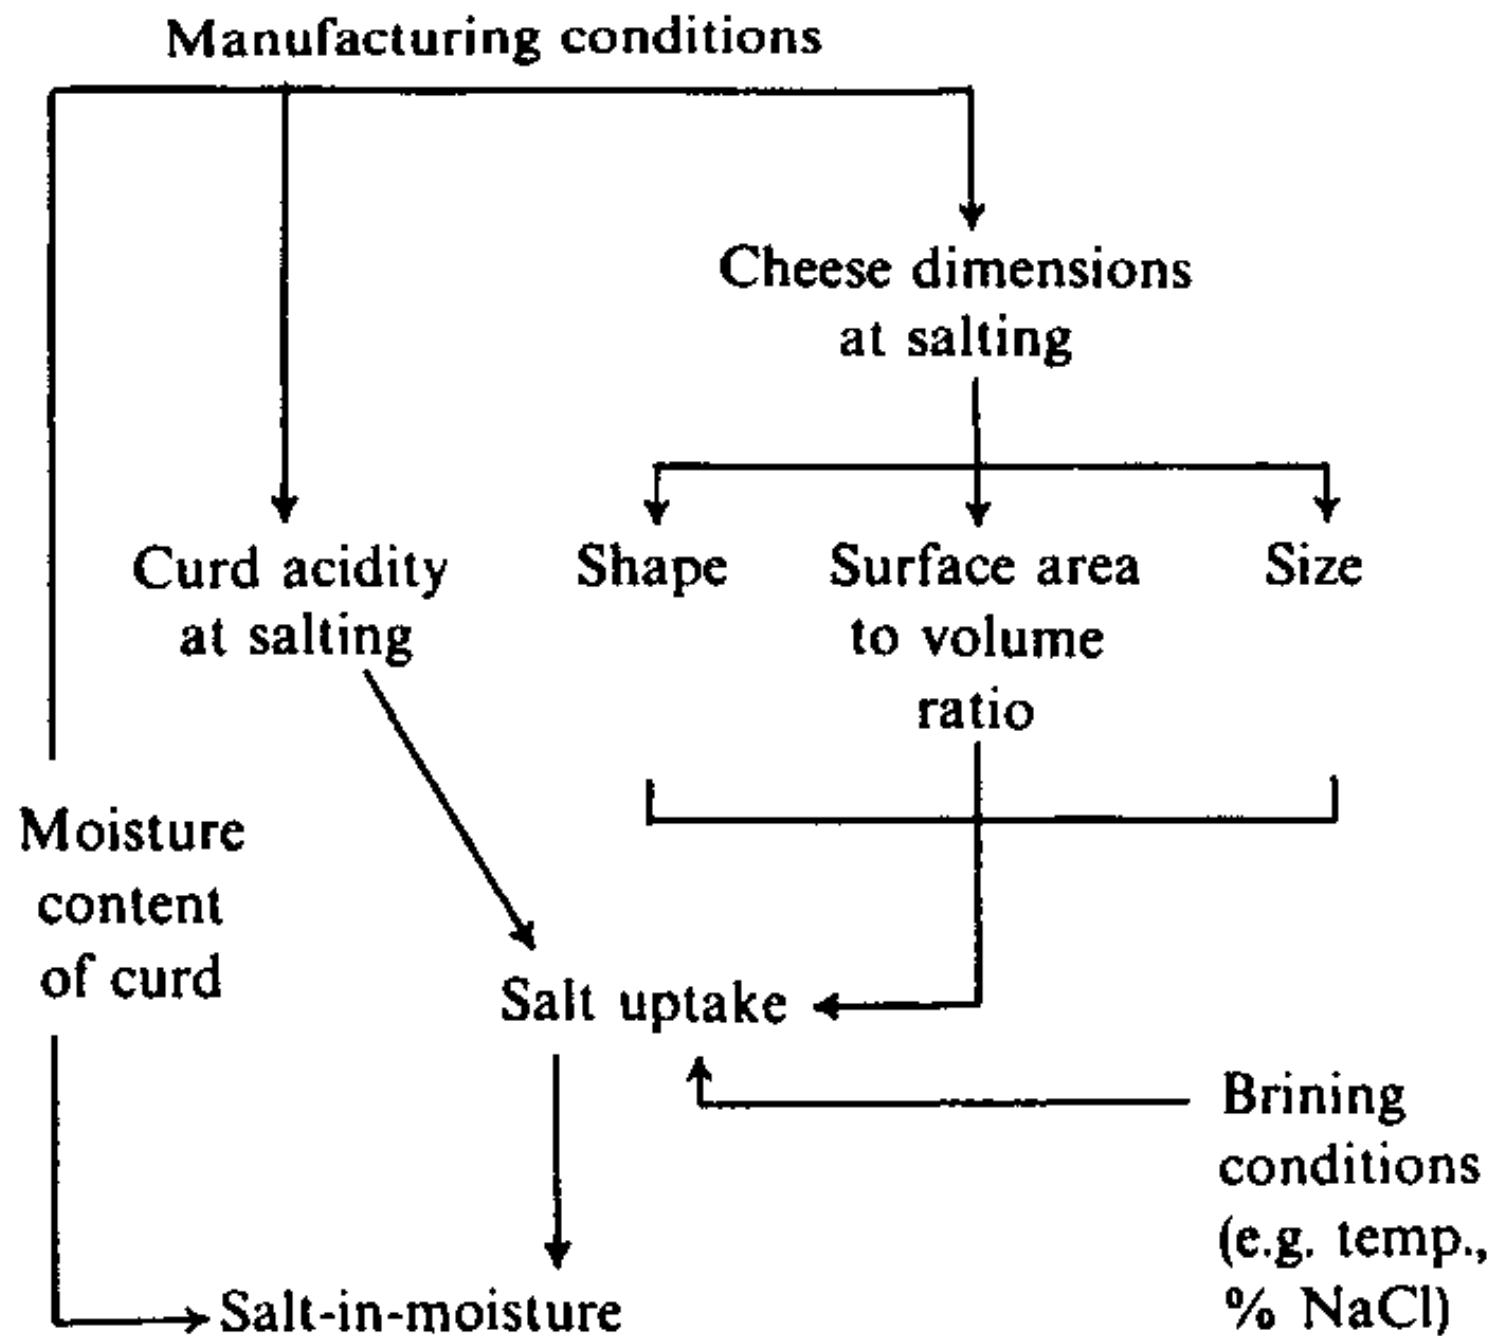 Manufacturing conditions
Cheese dimensions
at salting
Curd acidity
at salting
Shape
Surface area
to volume
ratio
Size
Moisture
content
of curd
Salt uptake
Brining
conditions
(e.g. temp.,
% NaCl)
Salt-in-moisture